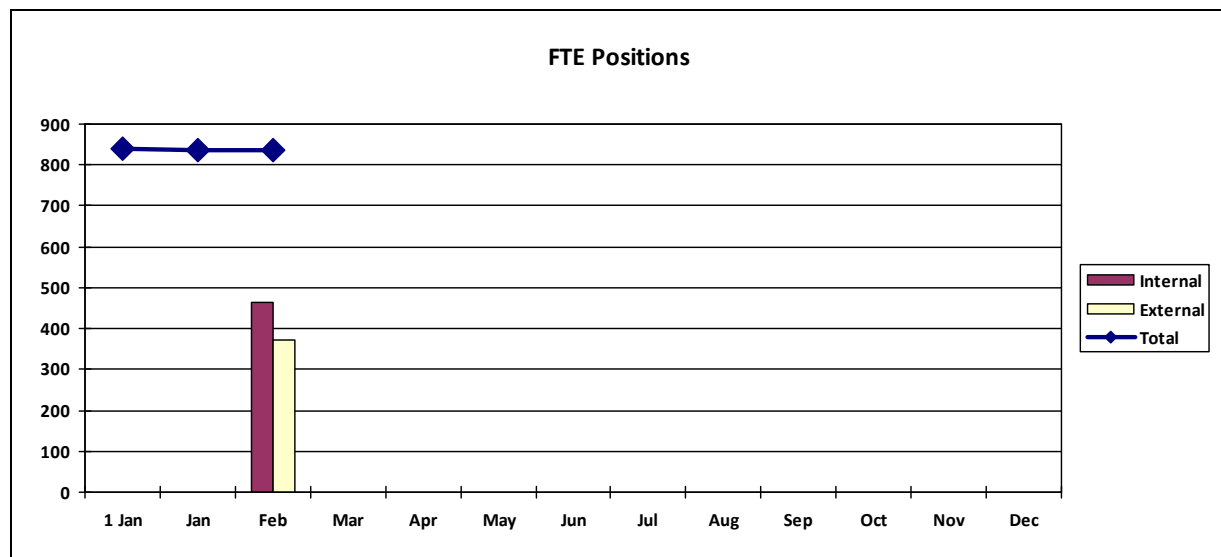 FTE Positions
900
800
700
600
500
400
300
200
100
0
1 Jan Jan Feb Mar Apr May Jun Jul Aug Sep Oct Nov Dec
Internal
External
Total